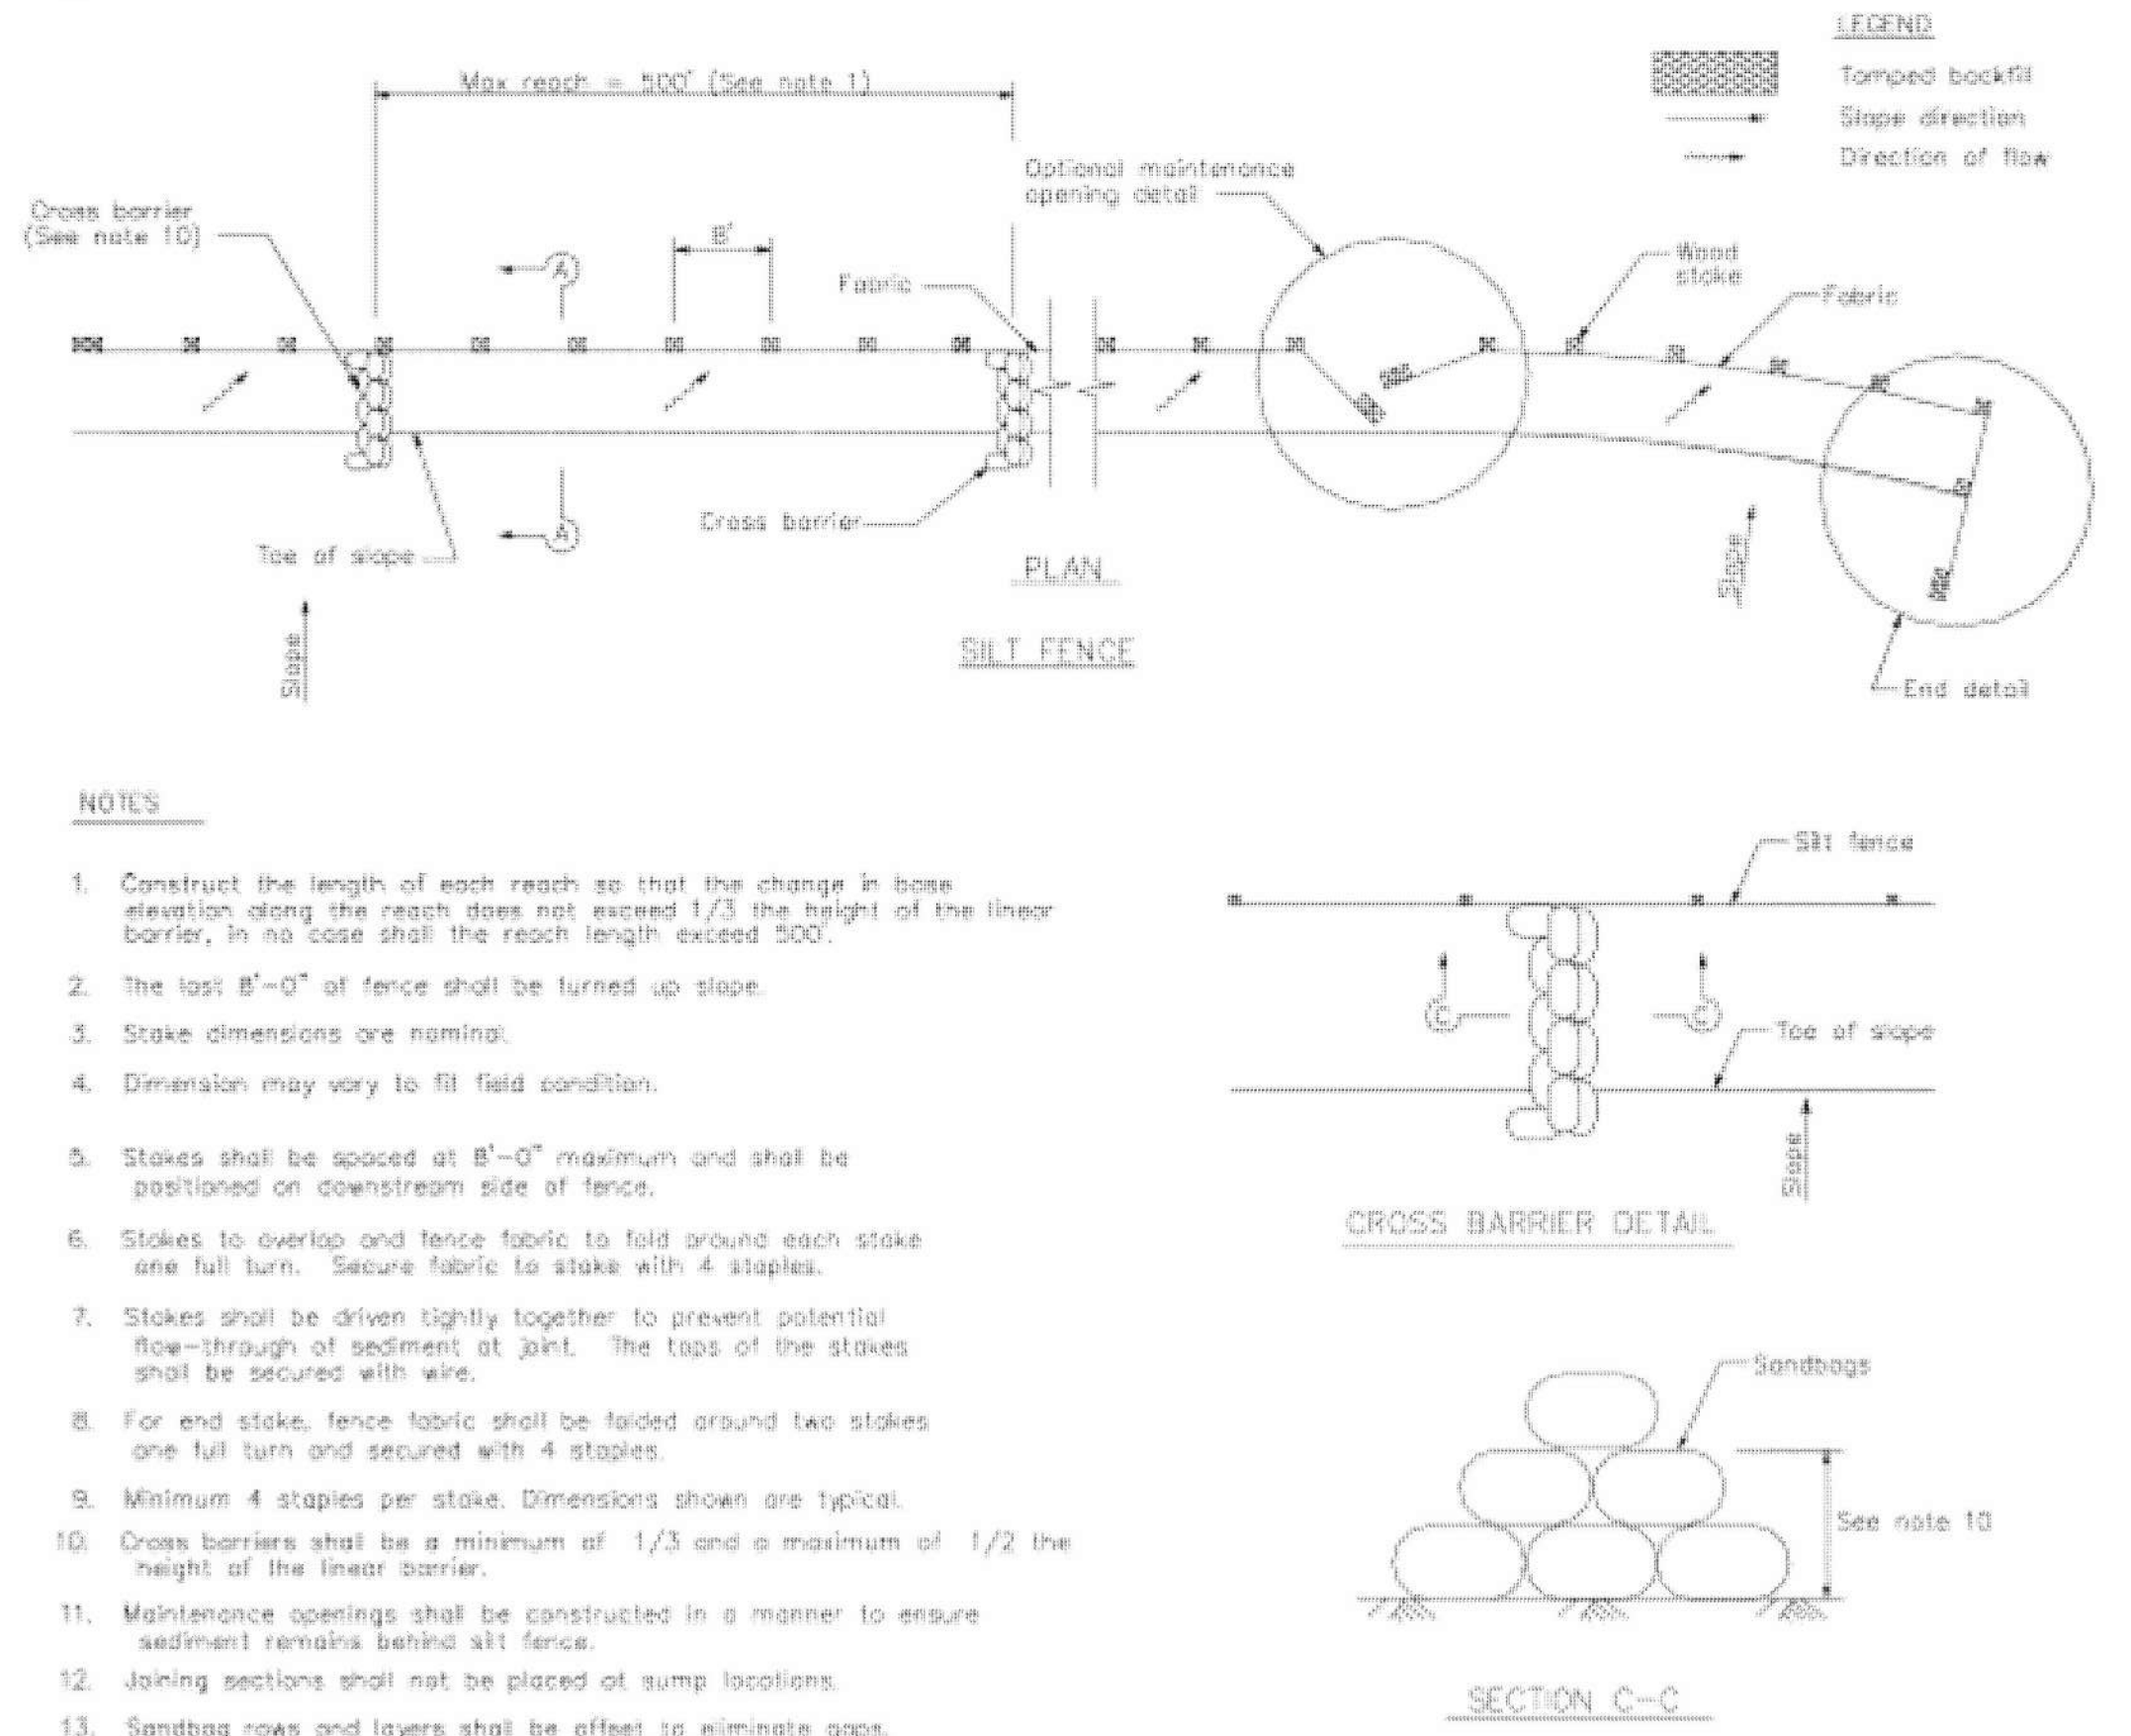 LEGEND
Tamped backfill
Slope direction
Direction of flow
Max reach = 500' (See note 1)
Optional maintenance
opening detail
Cross barrier
(See note 10)
8'
A
Fabric
Wood
stake
Fabric
Cross barrier
A
Toe of slope
PLAN
Slope
Slope
SILT FENCE
End detail
NOTES
1. Construct the length of each reach so that the change in base
elevation along the reach does not exceed 1/3 the height of the linear
barrier, in no case shall the reach length exceed 500'.
2. The last 8'-0" of fence shall be turned up slope.
3. Stake dimensions are nominal.
4. Dimension may vary to fit field condition.
5. Stakes shall be spaced at 8'-0" maximum and shall be
positioned on downstream side of fence.
6. Stakes to overlap and fence fabric to fold around each stake
one full turn. Secure fabric to stake with 4 staples.
7. Stakes shall be driven tightly together to prevent potential
flow-through of sediment at joint. The tops of the stakes
shall be secured with wire.
8. For end stake, fence fabric shall be folded around two stakes
one full turn and secured with 4 staples.
9. Minimum 4 staples per stake. Dimensions shown are typical.
10. Cross barriers shall be a minimum of 1/3 and a maximum of 1/2 the
height of the linear barrier.
11. Maintenance openings shall be constructed in a manner to ensure
sediment remains behind silt fence.
12. Joining sections shall not be placed at sump locations.
13. Sandbag rows and layers shall be offset to eliminate gaps.
Silt fence
C
C
Toe of slope
Slope
CROSS BARRIER DETAIL
Sandbags
See note 10
SECTION C-C